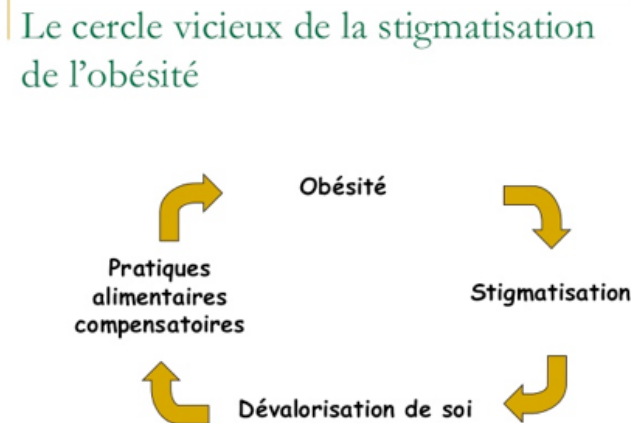 Le cercle vicieux de la stigmatisation
de l'obésité
Obésité
Stigmatisation
Dévalorisation de soi
Pratiques
alimentaires
compensatoires